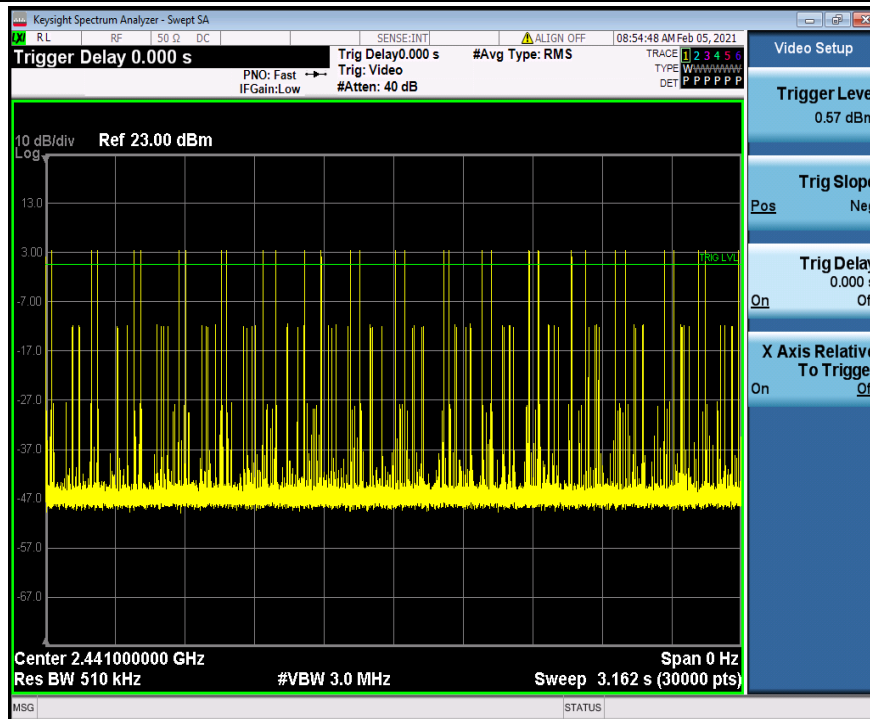 Keysight Spectrum Analyzer - Swept SA
LXI RL RF 50 Ω DC SENSE:INT ALIGN OFF 08:54:48 AM Feb 05, 2021
Trigger Delay 0.000 s
PNO: Fast
IFGain:Low
Trig Delay0.000 s
Trig: Video
#Atten: 40 dB
#Avg Type: RMS
TRACE 1 2 3 4 5 6
TYPE WWWWWW
DET P P P P P P
10 dB/div Ref 23.00 dBm
Log
13.0
3.00
TRIG LVL
-7.00
-17.0
-27.0
-37.0
-47.0
-57.0
-67.0
Center 2.441000000 GHz Span 0 Hz
Res BW 510 kHz #VBW 3.0 MHz Sweep 3.162 s (30000 pts)
MSG STATUS
Video Setup
Trigger Leve
0.57 dBm
Trig Slope
Pos Neg
Trig Delay
0.000 s
On Of
X Axis Relative
To Trigge
On Of